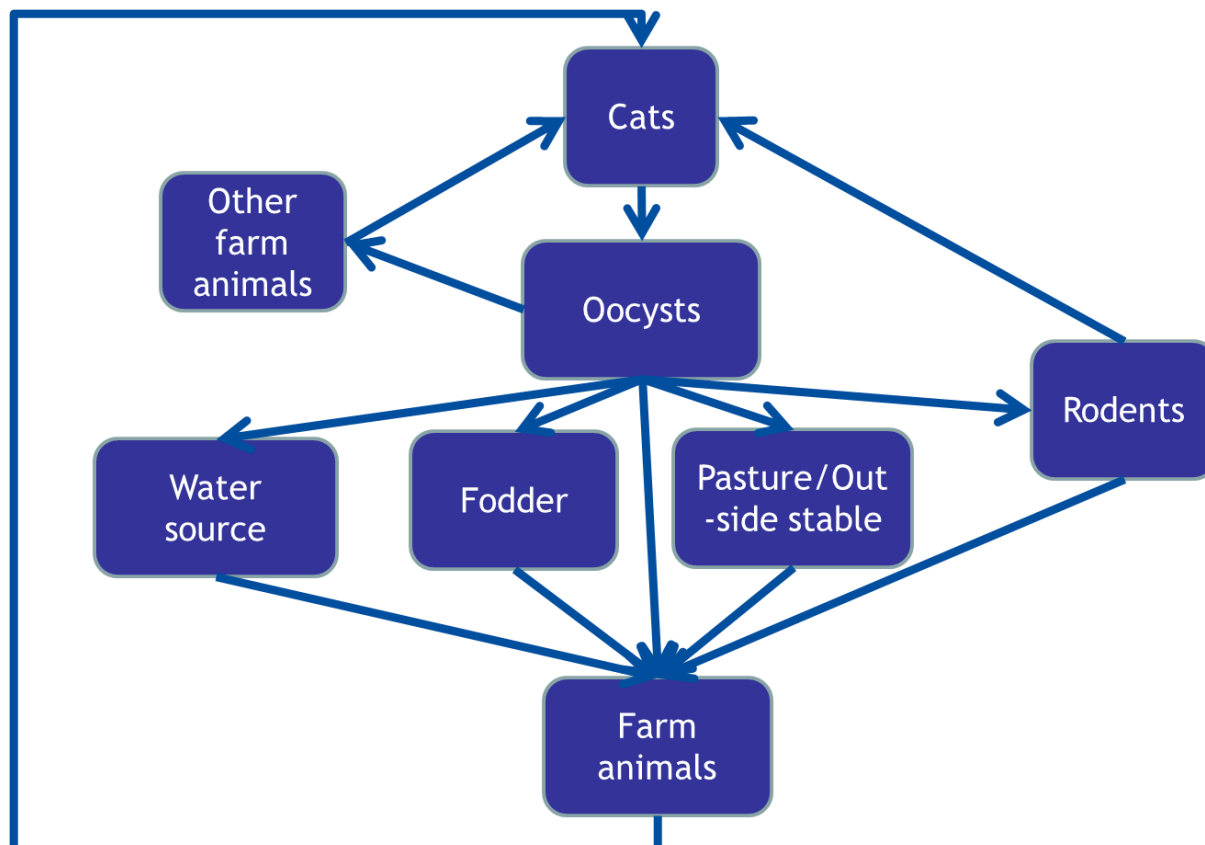 Cats
Other
farm
animals
Oocysts
Rodents
Water
source
Fodder
Pasture/Out
-side stable
Farm
animals